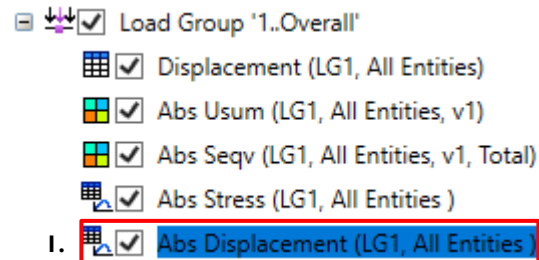 Load Group '1..Overall'
Displacement (LG1, All Entities)
Abs Usum (LG1, All Entities, v1)
Abs Seqv (LG1, All Entities, v1, Total)
Abs Stress (LG1, All Entities )
1. Abs Displacement (LG1, All Entities )